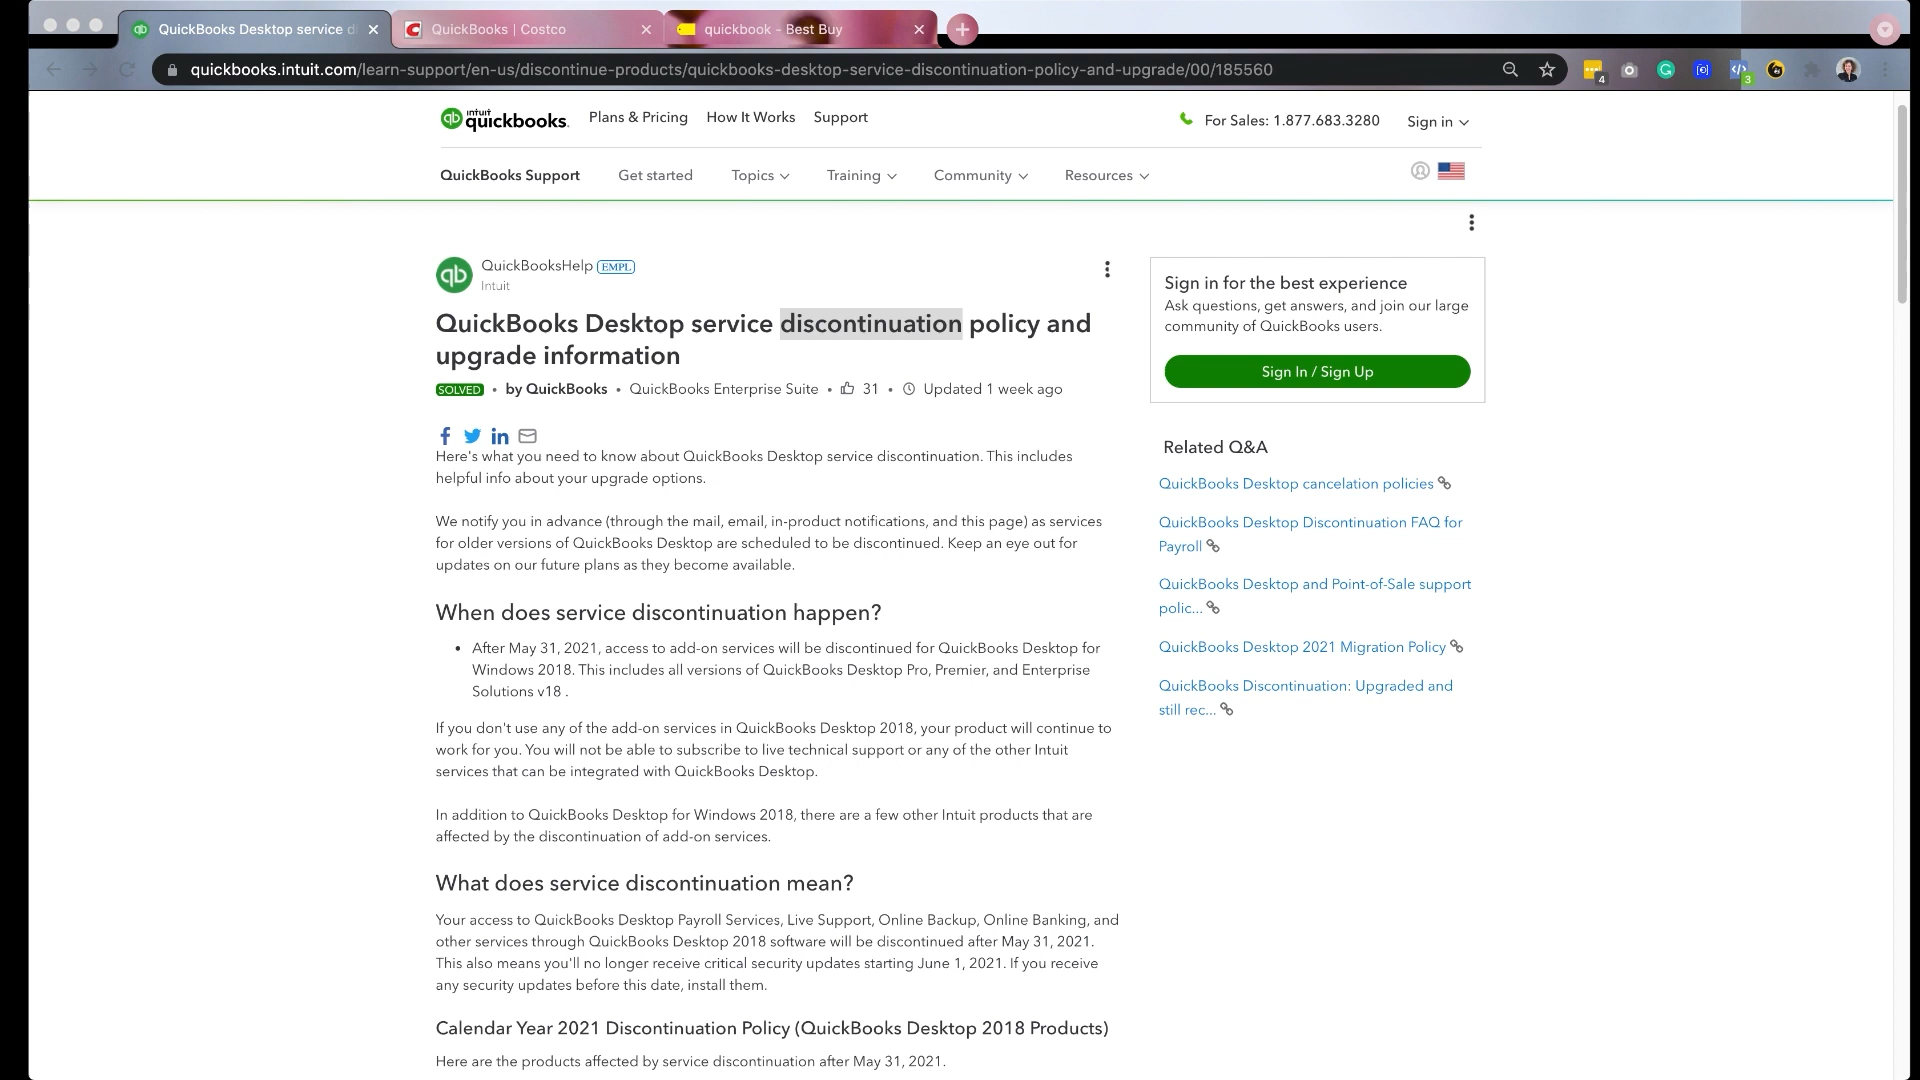 QuickBooks Desktop service d
QuickBooks | Costco
quickbook - Best Buy
quickbooks.intuit.com/learn-support/en-us/discontinue-products/quickbooks-desktop-service-discontinuation-policy-and-upgrade/00/185560
4
3
intuit quickbooks.
Plans & Pricing
How It Works
Support
For Sales: 1.877.683.3280
Sign in
QuickBooks Support
Get started
Topics
Training
Community
Resources
QuickBooksHelp EMPL
Intuit
QuickBooks Desktop service discontinuation policy and
upgrade information
SOLVED • by QuickBooks • QuickBooks Enterprise Suite • 31 • Updated 1 week ago
Here's what you need to know about QuickBooks Desktop service discontinuation. This includes
helpful info about your upgrade options.
We notify you in advance (through the mail, email, in-product notifications, and this page) as services
for older versions of QuickBooks Desktop are scheduled to be discontinued. Keep an eye out for
updates on our future plans as they become available.
When does service discontinuation happen?
• After May 31, 2021, access to add-on services will be discontinued for QuickBooks Desktop for
Windows 2018. This includes all versions of QuickBooks Desktop Pro, Premier, and Enterprise
Solutions v18 .
If you don't use any of the add-on services in QuickBooks Desktop 2018, your product will continue to
work for you. You will not be able to subscribe to live technical support or any of the other Intuit
services that can be integrated with QuickBooks Desktop.
In addition to QuickBooks Desktop for Windows 2018, there are a few other Intuit products that are
affected by the discontinuation of add-on services.
What does service discontinuation mean?
Your access to QuickBooks Desktop Payroll Services, Live Support, Online Backup, Online Banking, and
other services through QuickBooks Desktop 2018 software will be discontinued after May 31, 2021.
This also means you'll no longer receive critical security updates starting June 1, 2021. If you receive
any security updates before this date, install them.
Calendar Year 2021 Discontinuation Policy (QuickBooks Desktop 2018 Products)
Here are the products affected by service discontinuation after May 31, 2021.
Sign in for the best experience
Ask questions, get answers, and join our large
community of QuickBooks users.
Sign In / Sign Up
Related Q&A
QuickBooks Desktop cancelation policies
QuickBooks Desktop Discontinuation FAQ for
Payroll
QuickBooks Desktop and Point-of-Sale support
polic...
QuickBooks Desktop 2021 Migration Policy
QuickBooks Discontinuation: Upgraded and
still rec...